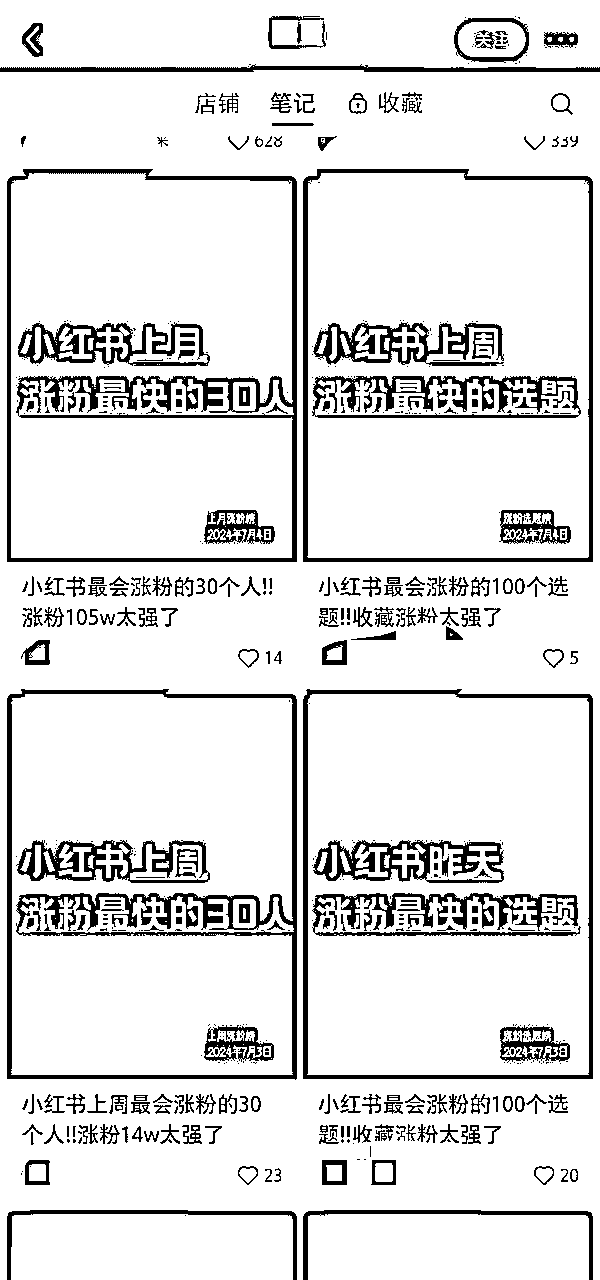 关注
店铺 笔记 收藏
628 339
小红书上月
涨粉最快的30人
上月涨粉榜
2024年7月4日
小红书最会涨粉的30个人!!
涨粉105w太强了
14
小红书上周
涨粉最快的选题
涨粉选题榜
2024年7月4日
小红书最会涨粉的100个选
题!!收藏涨粉太强了
5
小红书上周
涨粉最快的30人
上周涨粉榜
2024年7月3日
小红书上周最会涨粉的30
个人!!涨粉14w太强了
23
小红书昨天
涨粉最快的选题
涨粉选题榜
2024年7月3日
小红书最会涨粉的100个选
题!!收藏涨粉太强了
20